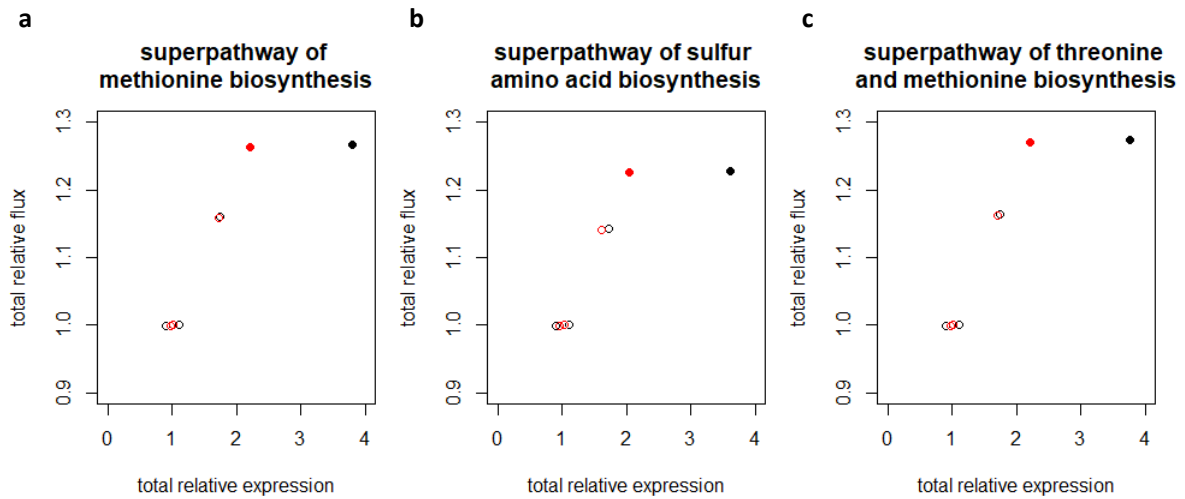 a
superpathway of
methionine biosynthesis
total relative flux
1.3
1.2
1.1
1.0
0.9
0
1
2
3
4
total relative expression
b
superpathway of sulfur
amino acid biosynthesis
total relative flux
1.3
1.2
1.1
1.0
0.9
0
1
2
3
4
total relative expression
c
superpathway of threonine
and methionine biosynthesis
total relative flux
1.3
1.2
1.1
1.0
0.9
0
1
2
3
4
total relative expression